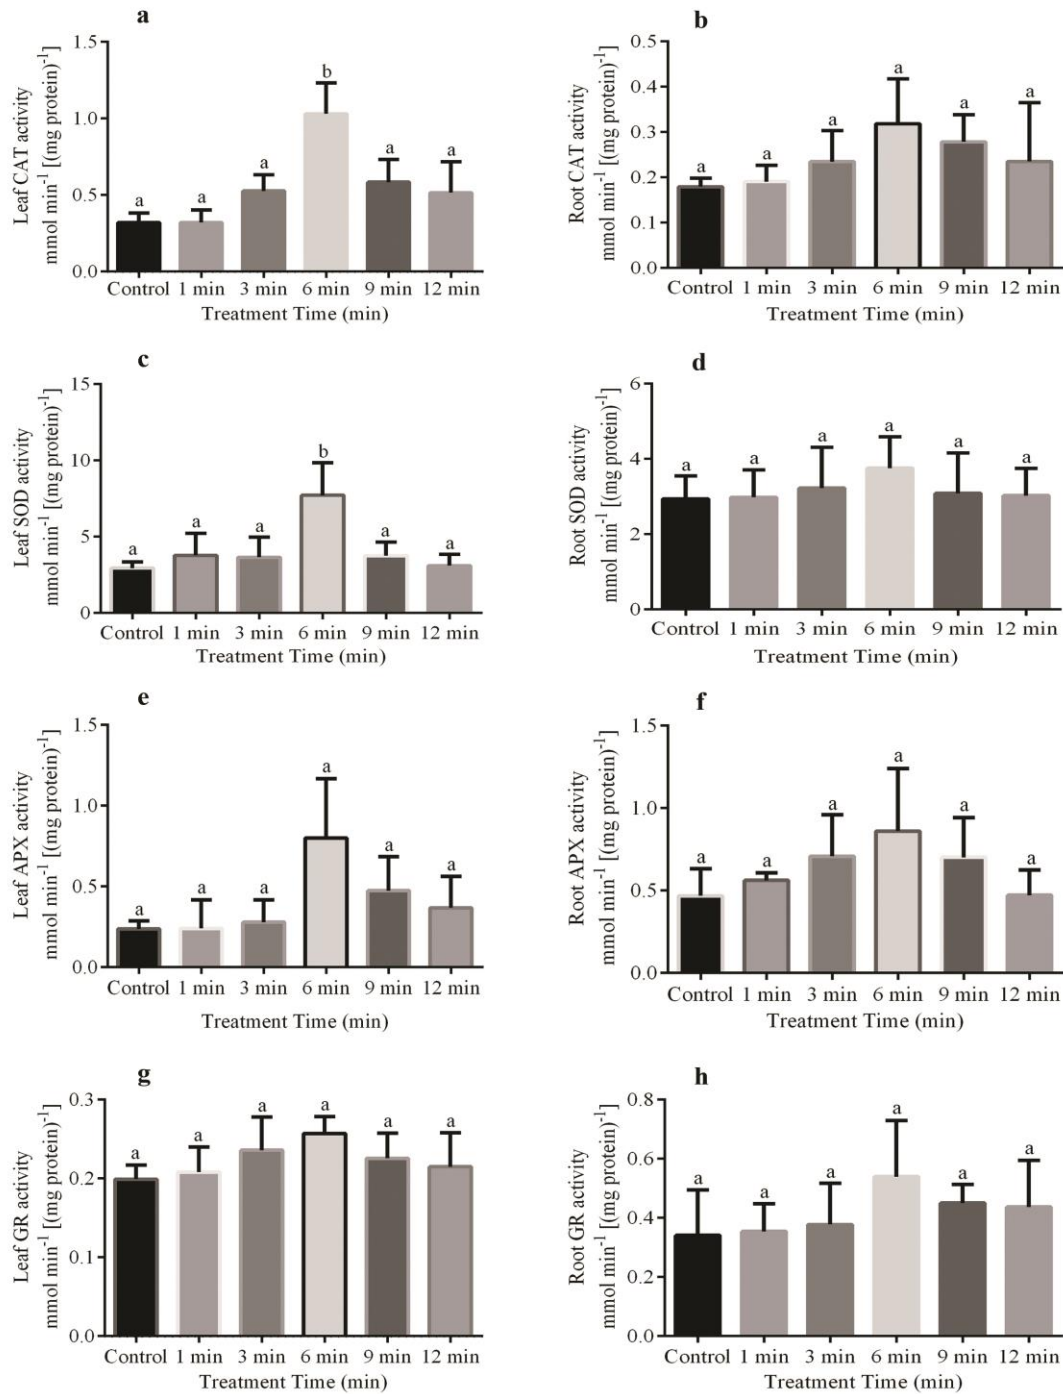 a
Leaf CAT activity
mmol min⁻¹ [(mg protein)⁻¹]
1.5
1.0
0.5
0.0
a a a b a a
Control 1 min 3 min 6 min 9 min 12 min
Treatment Time (min)
b
Root CAT activity
mmol min⁻¹ [(mg protein)⁻¹]
0.5
0.4
0.3
0.2
0.1
0.0
a a a a a a
Control 1 min 3 min 6 min 9 min 12 min
Treatment Time (min)
c
Leaf SOD activity
mmol min⁻¹ [(mg protein)⁻¹]
15
10
5
0
a a a b a a
Control 1 min 3 min 6 min 9 min 12 min
Treatment Time (min)
d
Root SOD activity
mmol min⁻¹ [(mg protein)⁻¹]
6
4
2
0
a a a a a a
Control 1 min 3 min 6 min 9 min 12 min
Treatment Time (min)
e
Leaf APX activity
mmol min⁻¹ [(mg protein)⁻¹]
1.5
1.0
0.5
0.0
a a a a a a
Control 1 min 3 min 6 min 9 min 12 min
Treatment Time (min)
f
Root APX activity
mmol min⁻¹ [(mg protein)⁻¹]
1.5
1.0
0.5
0.0
a a a a a a
Control 1 min 3 min 6 min 9 min 12 min
Treatment Time (min)
g
Leaf GR activity
mmol min⁻¹ [(mg protein)⁻¹]
0.3
0.2
0.1
0.0
a a a a a a
Control 1 min 3 min 6 min 9 min 12 min
Treatment Time (min)
h
Root GR activity
mmol min⁻¹ [(mg protein)⁻¹]
0.8
0.6
0.4
0.2
0.0
a a a a a a
Control 1 min 3 min 6 min 9 min 12 min
Treatment Time (min)